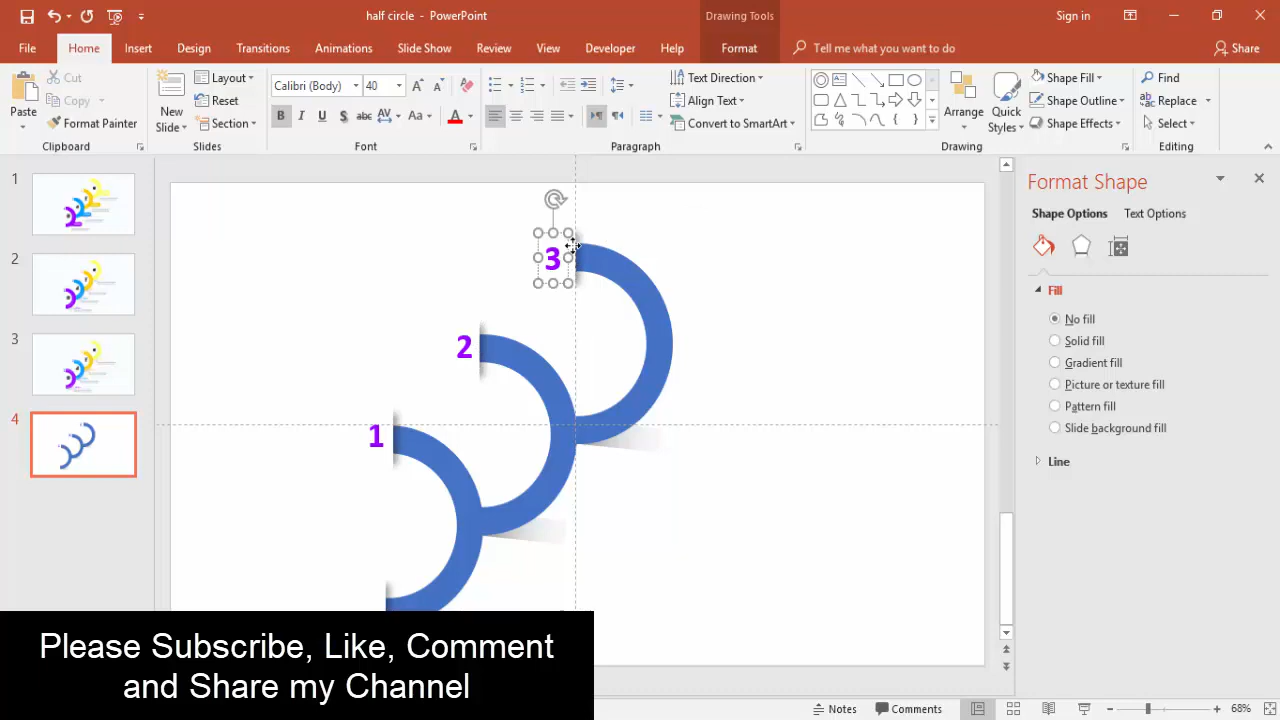 half circle - PowerPoint
Drawing Tools
Sign in
File Home Insert Design Transitions Animations Slide Show Review View Developer Help Format Tell me what you want to do Share
Paste
Cut
Copy
Format Painter
Clipboard
New Slide
Layout
Reset
Section
Slides
Calibri (Body) 40
B I U S abc AV Aa A
Font
Text Direction
Align Text
Convert to SmartArt
Paragraph
Arrange
Quick Styles
Shape Fill
Shape Outline
Shape Effects
Drawing
Find
Replace
Select
Editing
1
2
3
4
3
2
1
Format Shape
Shape Options Text Options
Fill
No fill
Solid fill
Gradient fill
Picture or texture fill
Pattern fill
Slide background fill
Line
Please Subscribe, Like, Comment
and Share my Channel
Notes Comments 68%